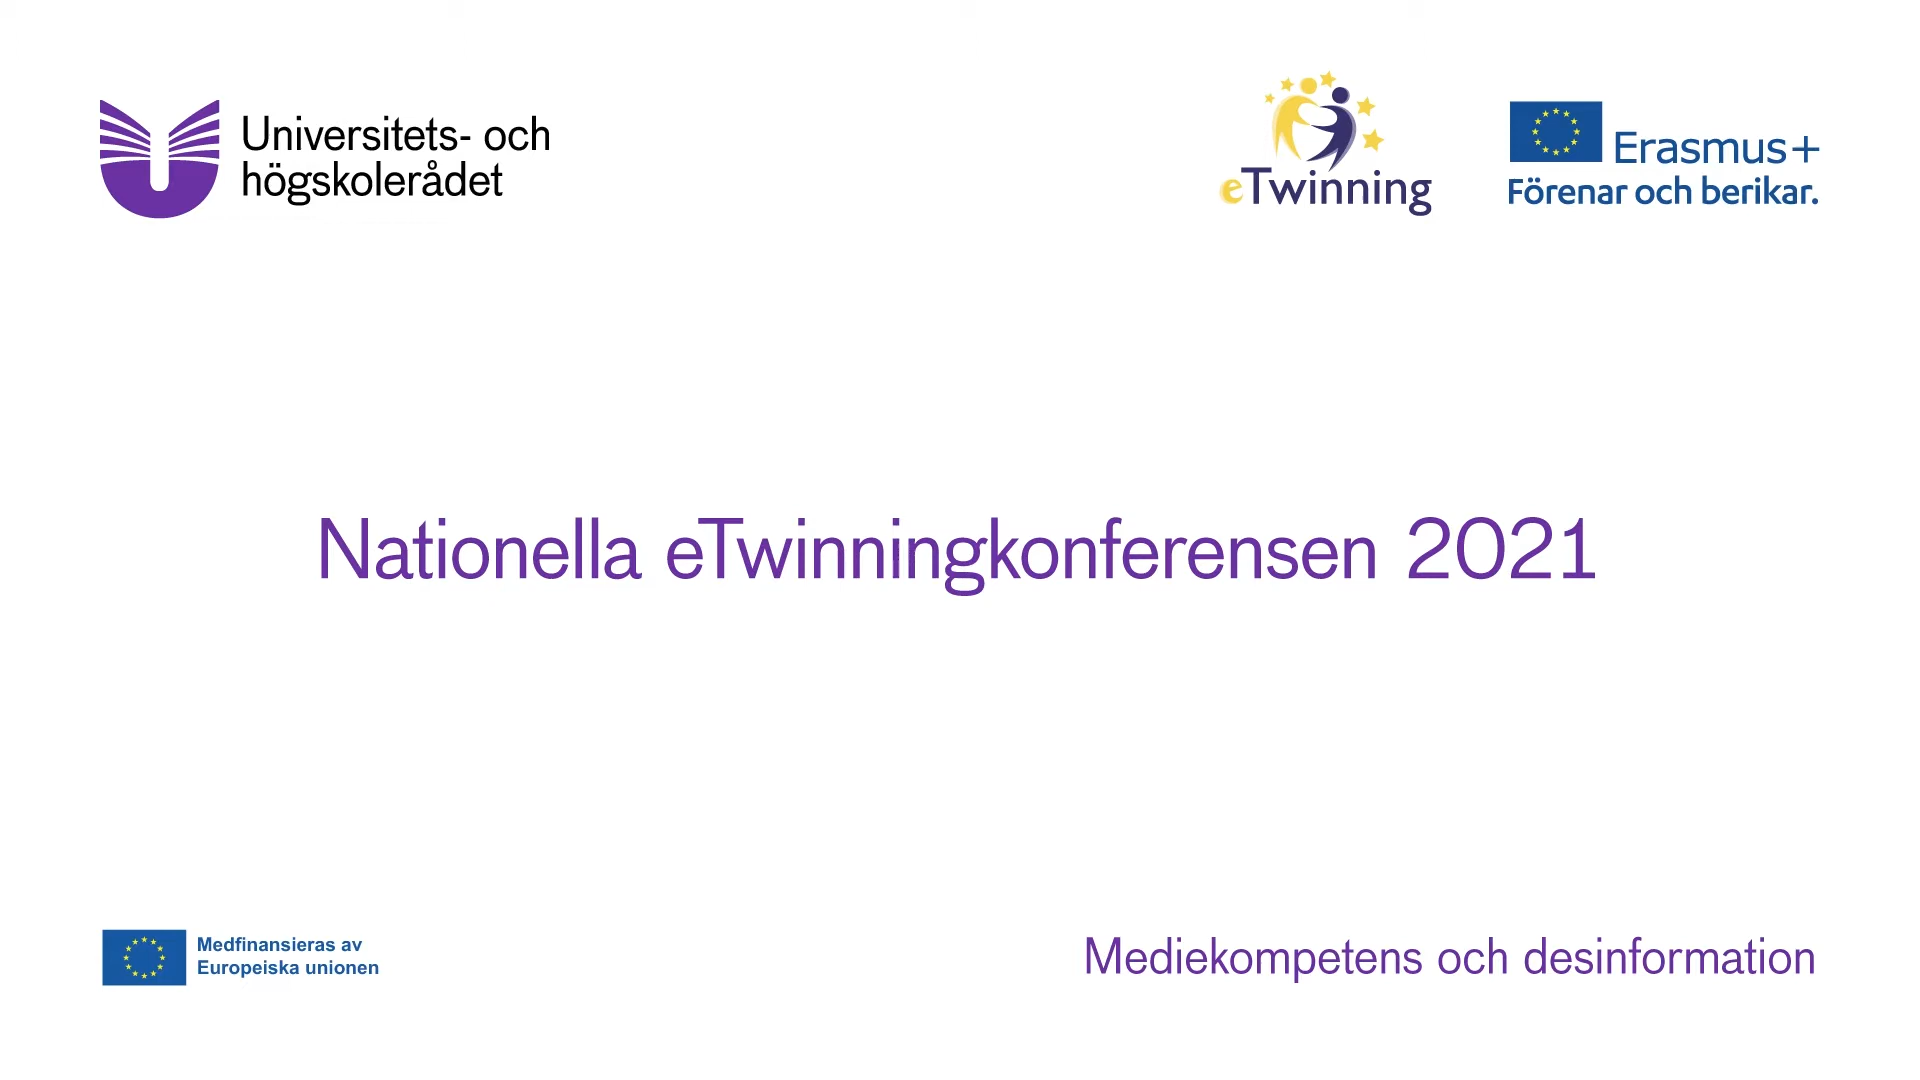 Universitets- och
högskolerådet
eTwinning
Erasmus+
Förenar och berikar.
Nationella eTwinningkonferensen 2021
Medfinansieras av
Europeiska unionen
Mediekompetens och desinformation